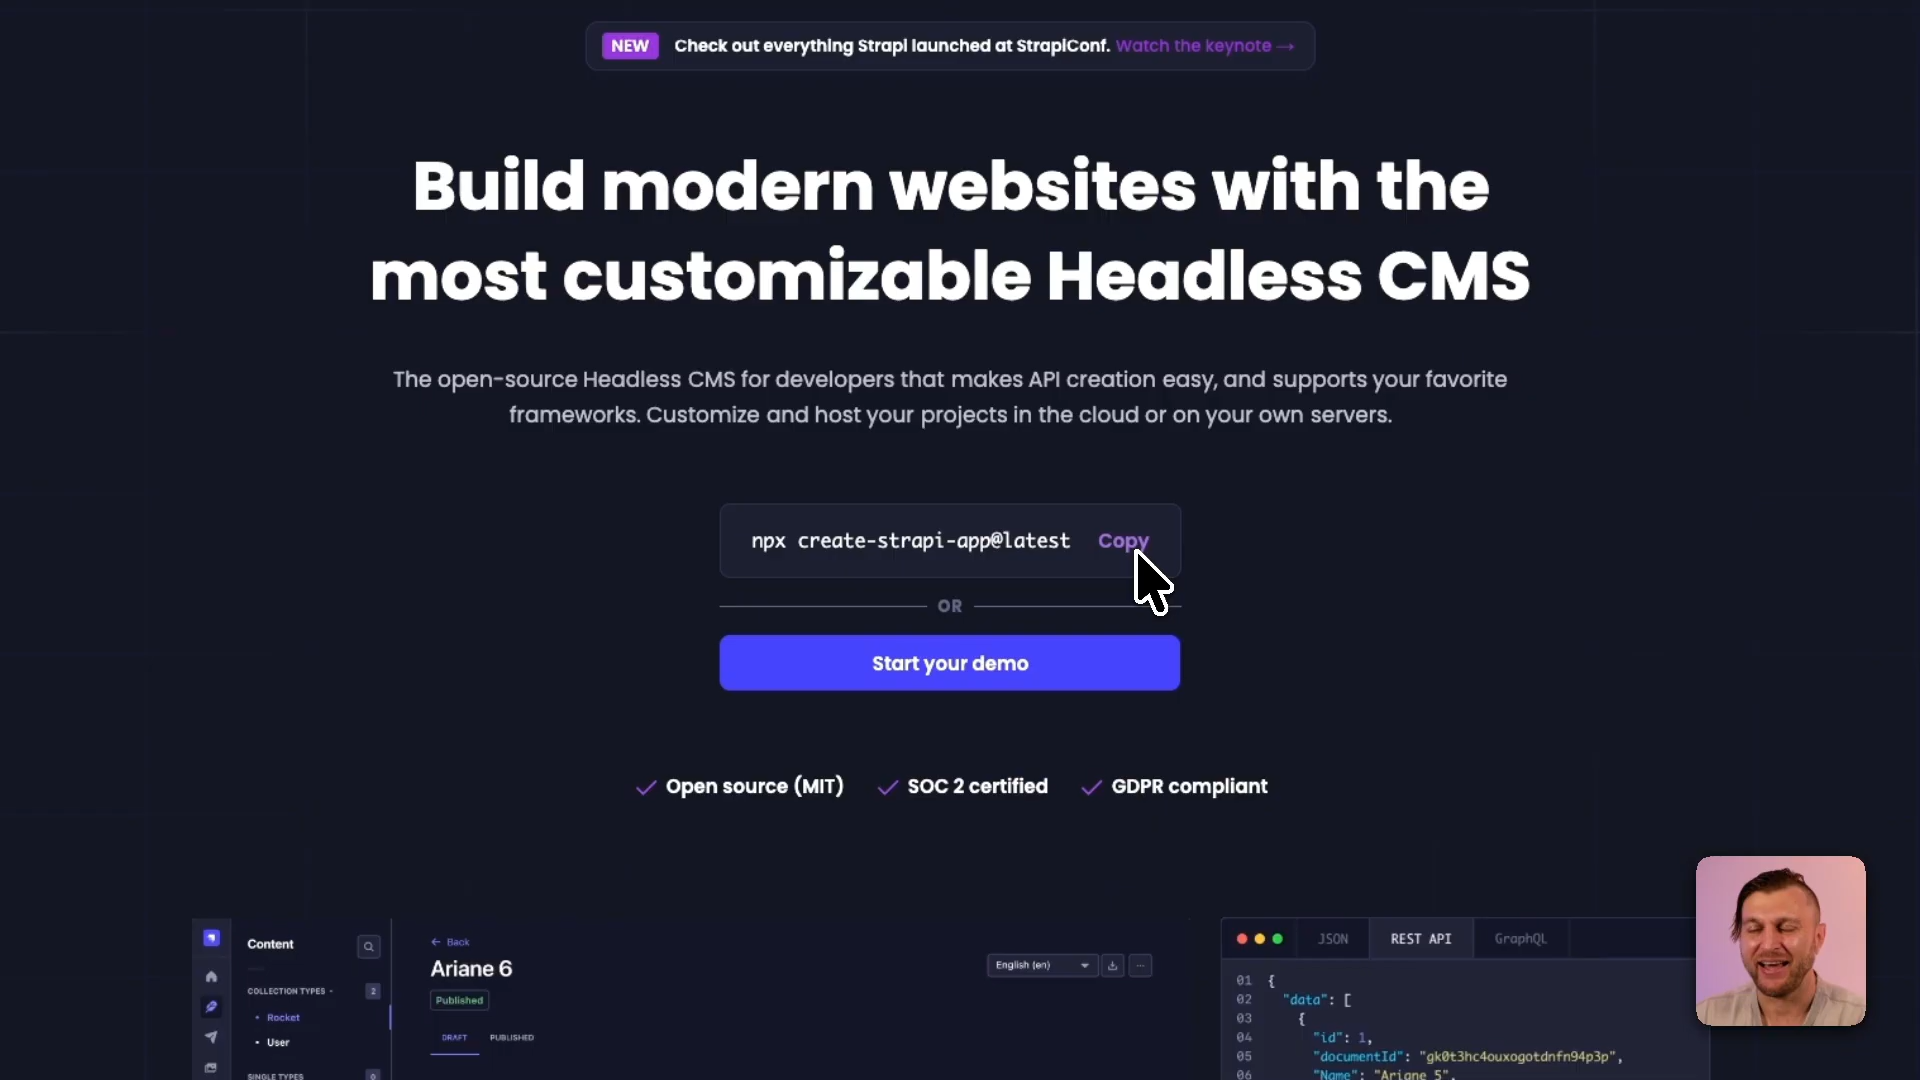 NEW Check out everything Strapi launched at StrapiConf. Watch the keynote →
Build modern websites with the
most customizable Headless CMS
The open-source Headless CMS for developers that makes API creation easy, and supports your favorite
frameworks. Customize and host your projects in the cloud or on your own servers.
npx create-strapi-app@latest Copy
OR
Start your demo
Open source (MIT) SOC 2 certified GDPR compliant
Content
COLLECTION TYPES 2
Rocket
User
SINGLE TYPES 0
← Back
Ariane 6
English (en)
Published
DRAFT PUBLISHED
JSON REST API GraphQL
01 {
02 "data": [
03 {
04 "id": 1,
05 "documentId": "gk0t3hc4ouxogotdnfn94p3p",
06 "Name": "Ariane 5",